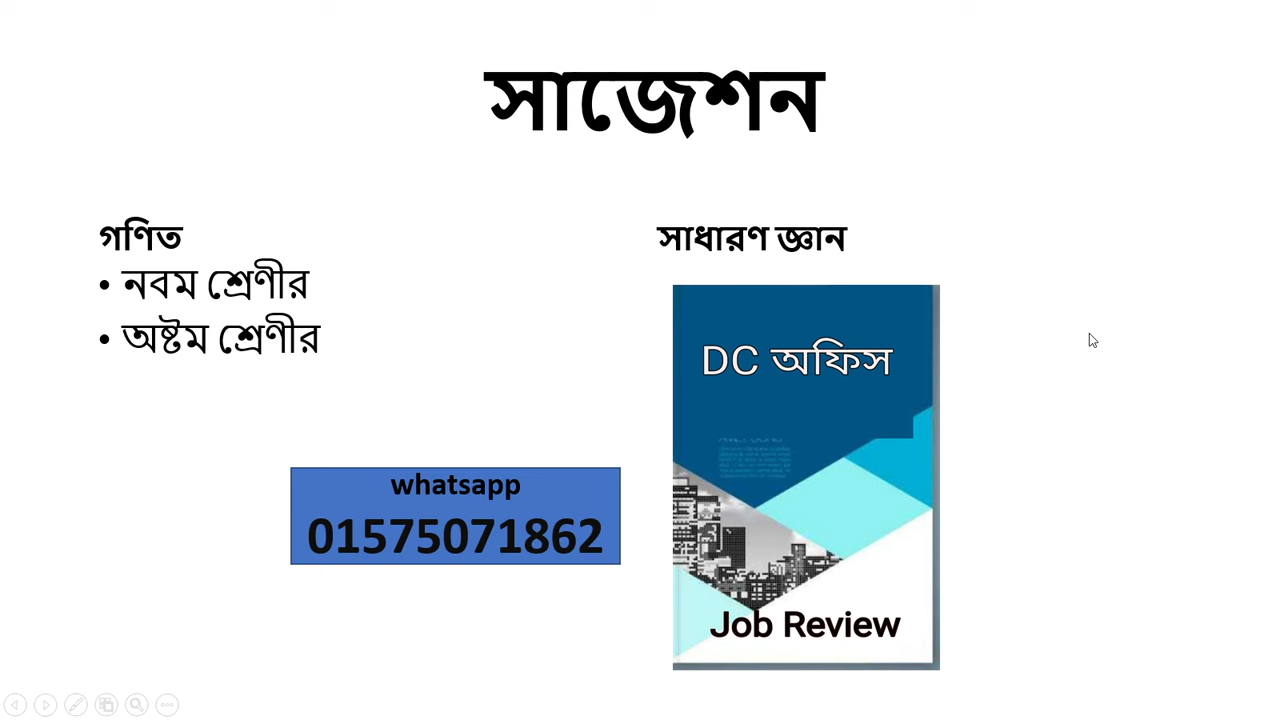 সাজেশন
গণিত
• নবম শ্রেণীর
• অষ্টম শ্রেণীর
সাধারণ জ্ঞান
DC অফিস
Job Review
whatsapp
01575071862